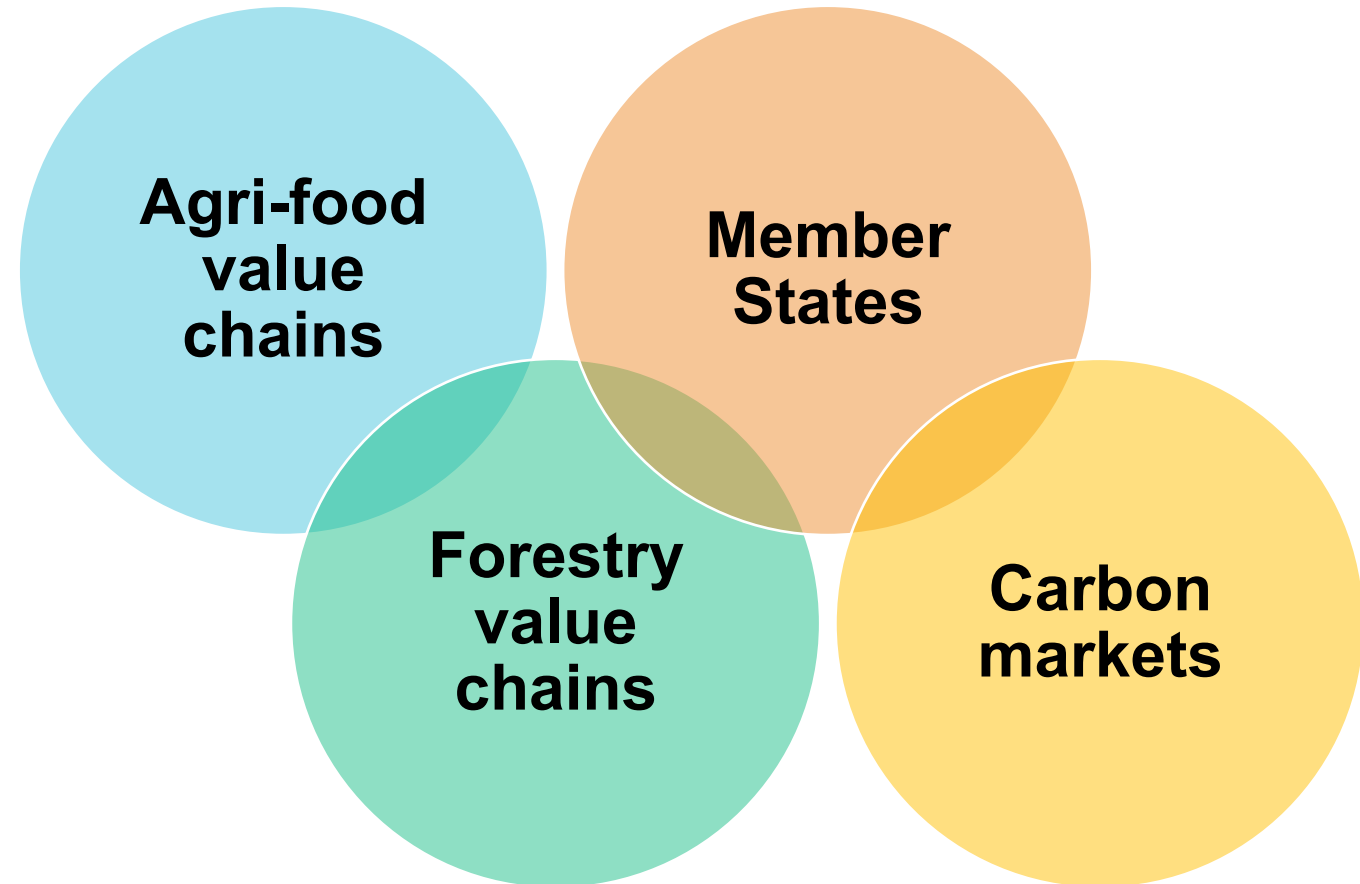 Agri-food
value
chains
Member
States
Forestry
value
chains
Carbon
markets